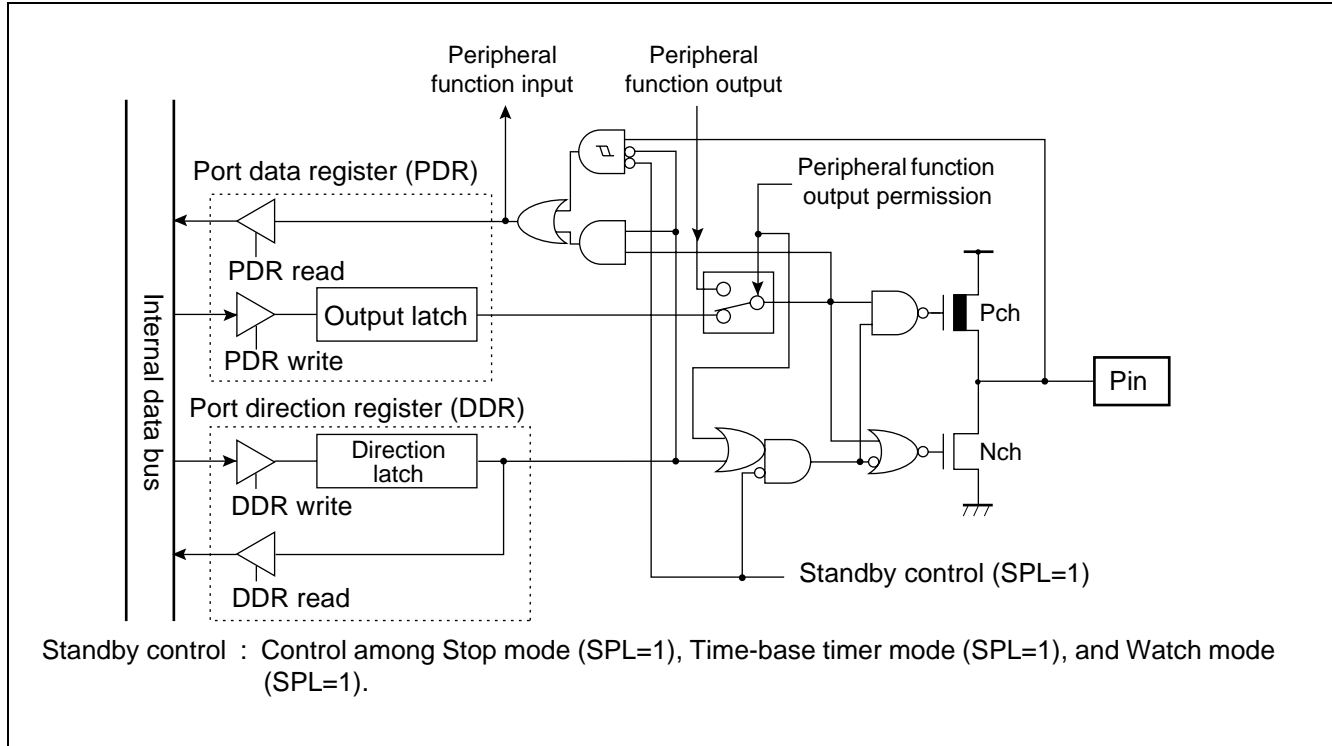 Peripheral
function input
Peripheral
function output
Port data register (PDR)
Peripheral function
output permission
PDR read
Internal data bus
Output latch
Pch
PDR write
Pin
Port direction register (DDR)
Direction
latch
Nch
DDR write
Standby control (SPL=1)
DDR read
Standby control : Control among Stop mode (SPL=1), Time-base timer mode (SPL=1), and Watch mode
(SPL=1).